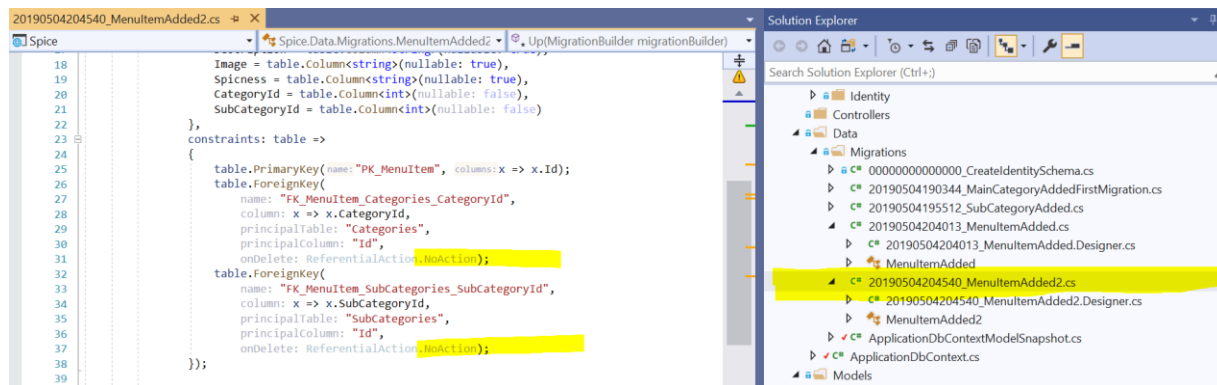 20190504204540_MenuItemAdded2.cs
Spice
Spice.Data.Migrations.MenuItemAdded2
Up(MigrationBuilder migrationBuilder)
18 Image = table.Column<string>(nullable: true),
19 Spicness = table.Column<string>(nullable: true),
20 CategoryId = table.Column<int>(nullable: false),
21 SubCategoryId = table.Column<int>(nullable: false)
22 },
23 constraints: table =>
24 {
25 table.PrimaryKey(name:"PK_MenuItem", columns:x => x.Id);
26 table.ForeignKey(
27 name: "FK_MenuItem_Categories_CategoryId",
28 column: x => x.CategoryId,
29 principalTable: "Categories",
30 principalColumn: "Id",
31 onDelete: ReferentialAction.NoAction);
32 table.ForeignKey(
33 name: "FK_MenuItem_SubCategories_SubCategoryId",
34 column: x => x.SubCategoryId,
35 principalTable: "SubCategories",
36 principalColumn: "Id",
37 onDelete: ReferentialAction.NoAction);
38 });
39
Solution Explorer
Search Solution Explorer (Ctrl+;)
Identity
Controllers
Data
Migrations
C# 00000000000000_CreateIdentitySchema.cs
C# 20190504190344_MainCategoryAddedFirstMigration.cs
C# 20190504195512_SubCategoryAdded.cs
C# 20190504204013_MenuItemAdded.cs
C# 20190504204013_MenuItemAdded.Designer.cs
MenuItemAdded
C# 20190504204540_MenuItemAdded2.cs
C# 20190504204540_MenuItemAdded2.Designer.cs
MenuItemAdded2
C# ApplicationDbContextModelSnapshot.cs
C# ApplicationDbContext.cs
Models